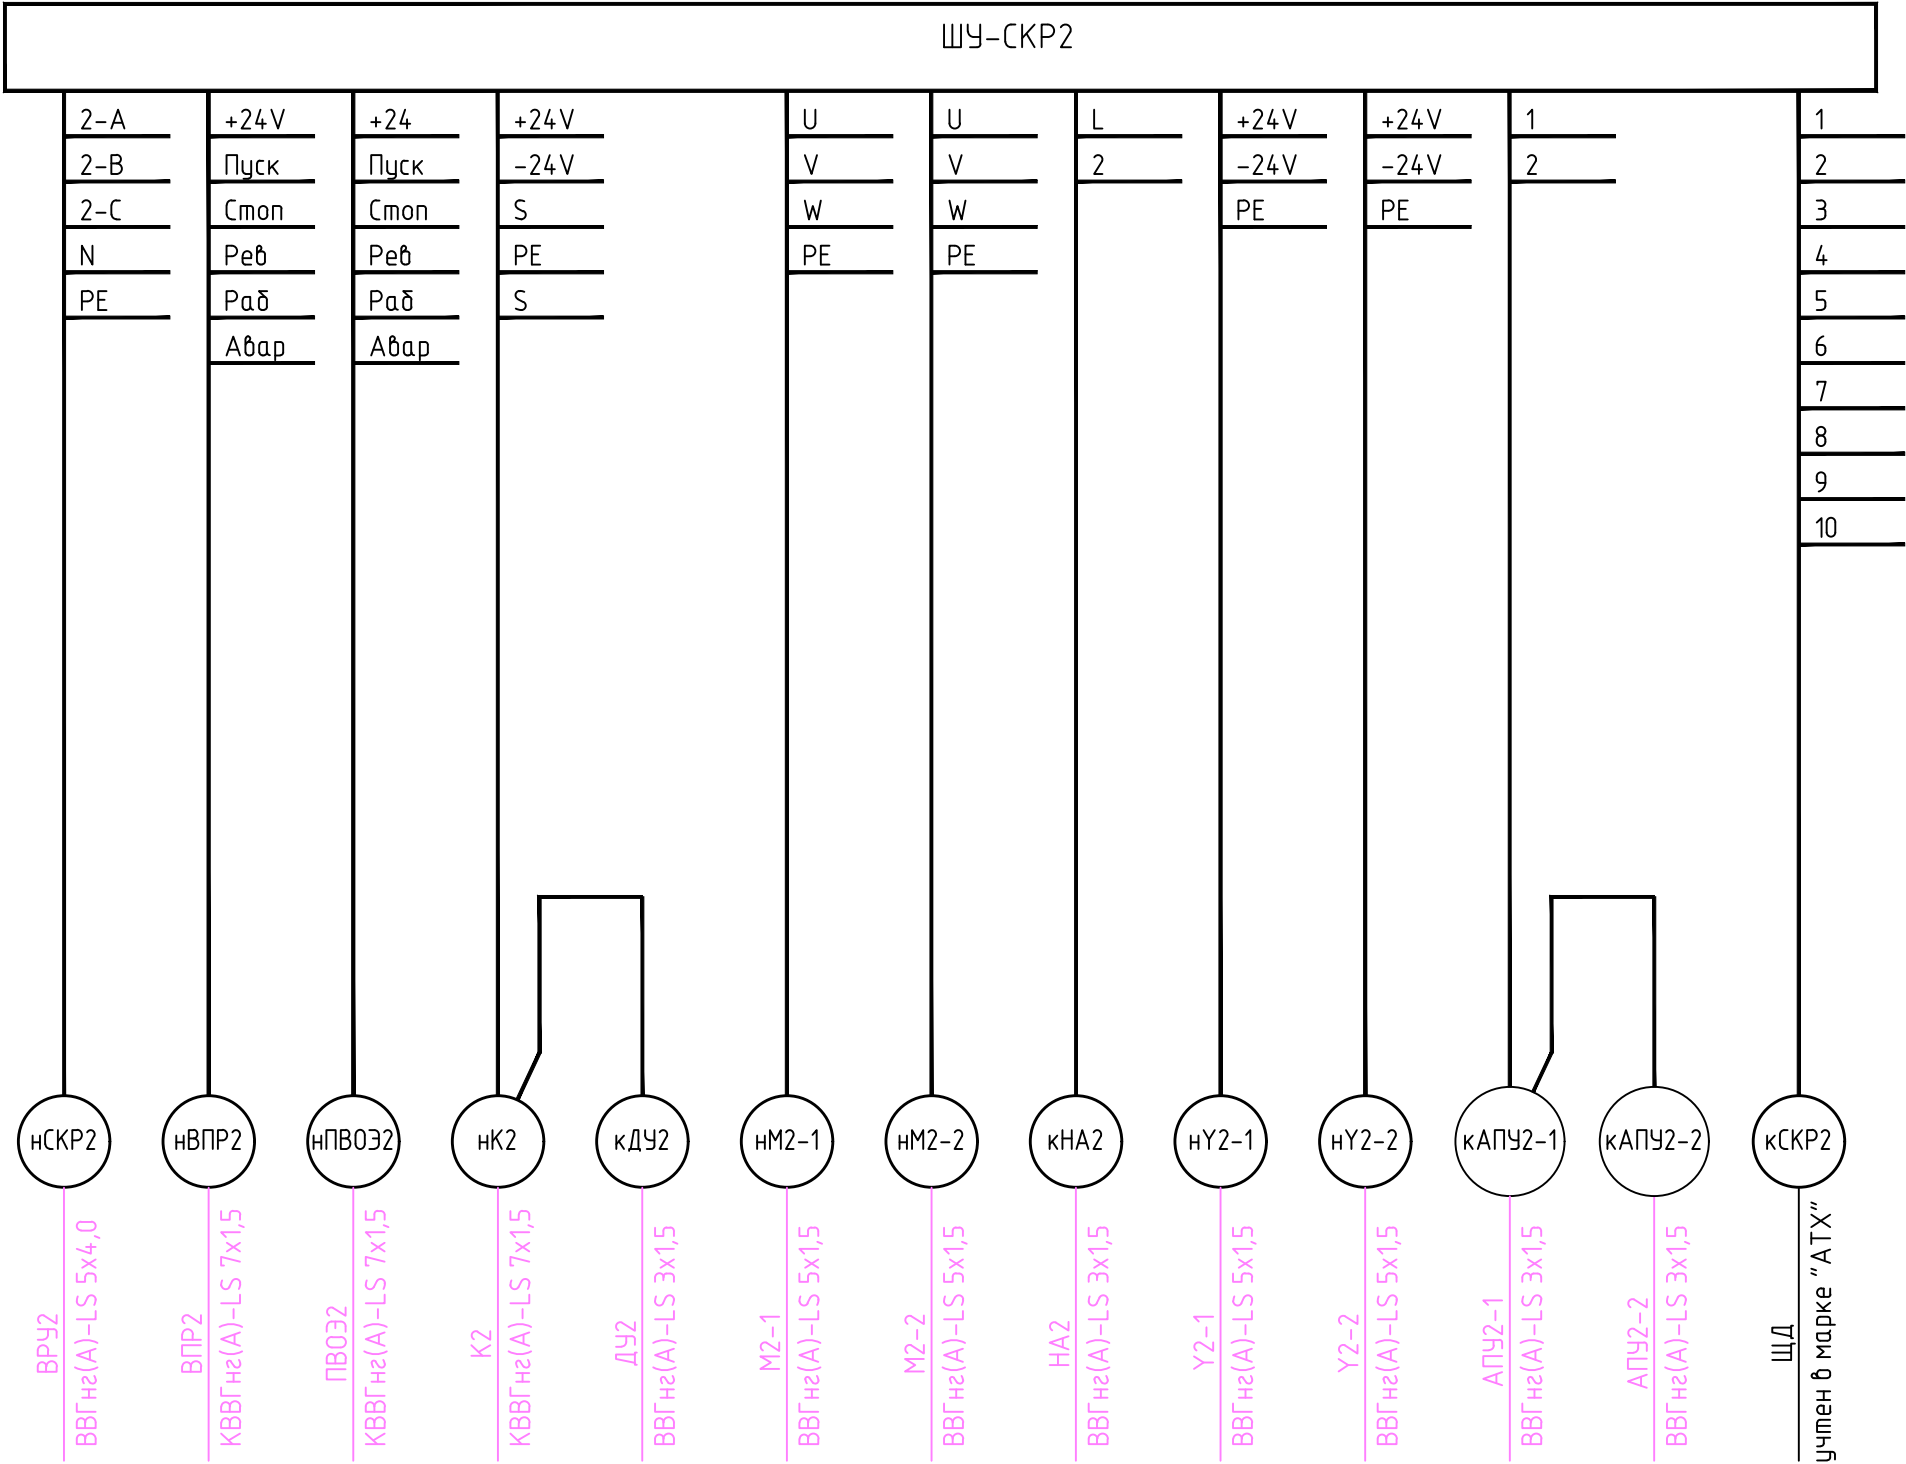 ШУ-СКР2
2-A
2-B
2-C
N
PE
+24V
Пуск
Стоп
Рев
Раб
Авар
+24
Пуск
Стоп
Рев
Раб
Авар
+24V
-24V
S
PE
S
U
V
W
PE
U
V
W
PE
L
2
+24V
-24V
PE
+24V
-24V
PE
1
2
1
2
3
4
5
6
7
8
9
10
нСКР2
нВПР2
нПВОЭ2
нК2
кДУ2
нМ2-1
нМ2-2
кНА2
нY2-1
нY2-2
кАПУ2-1
кАПУ2-2
кСКР2
ВРУ2
ВВГнг(А)-LS 5х4,0
ВПР2
КВВГнг(А)-LS 7х1,5
ПВОЭ2
КВВГнг(А)-LS 7х1,5
К2
КВВГнг(А)-LS 7х1,5
ДУ2
ВВГнг(А)-LS 3х1,5
М2-1
ВВГнг(А)-LS 5х1,5
М2-2
ВВГнг(А)-LS 5х1,5
НА2
ВВГнг(А)-LS 3х1,5
Y2-1
ВВГнг(А)-LS 5х1,5
Y2-2
ВВГнг(А)-LS 5х1,5
АПУ2-1
ВВГнг(А)-LS 3х1,5
АПУ2-2
ВВГнг(А)-LS 3х1,5
ЩД
учтен в марке "АТХ"